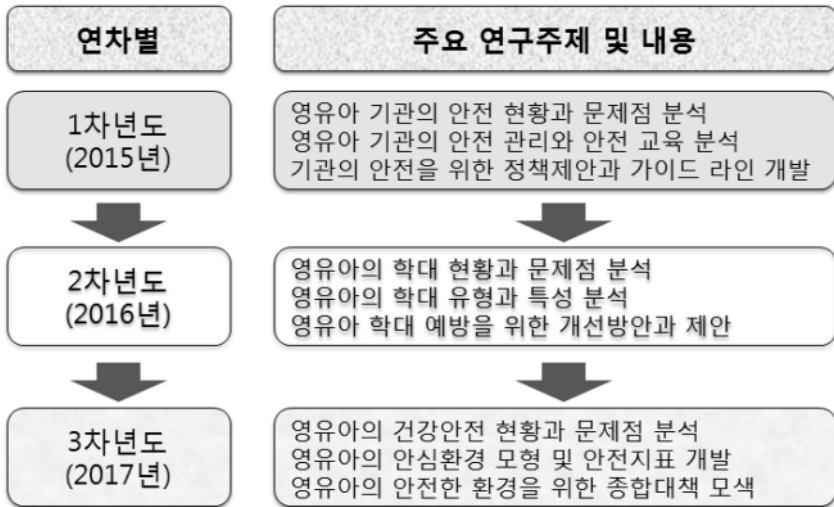 연차별
주요 연구주제 및 내용
1차년도
(2015년)
영유아 기관의 안전 현황과 문제점 분석
영유아 기관의 안전 관리와 안전 교육 분석
기관의 안전을 위한 정책제안과 가이드 라인 개발
2차년도
(2016년)
영유아의 학대 현황과 문제점 분석
영유아의 학대 유형과 특성 분석
영유아 학대 예방을 위한 개선방안과 제안
3차년도
(2017년)
영유아의 건강안전 현황과 문제점 분석
영유아의 안심환경 모형 및 안전지표 개발
영유아의 안전한 환경을 위한 종합대책 모색